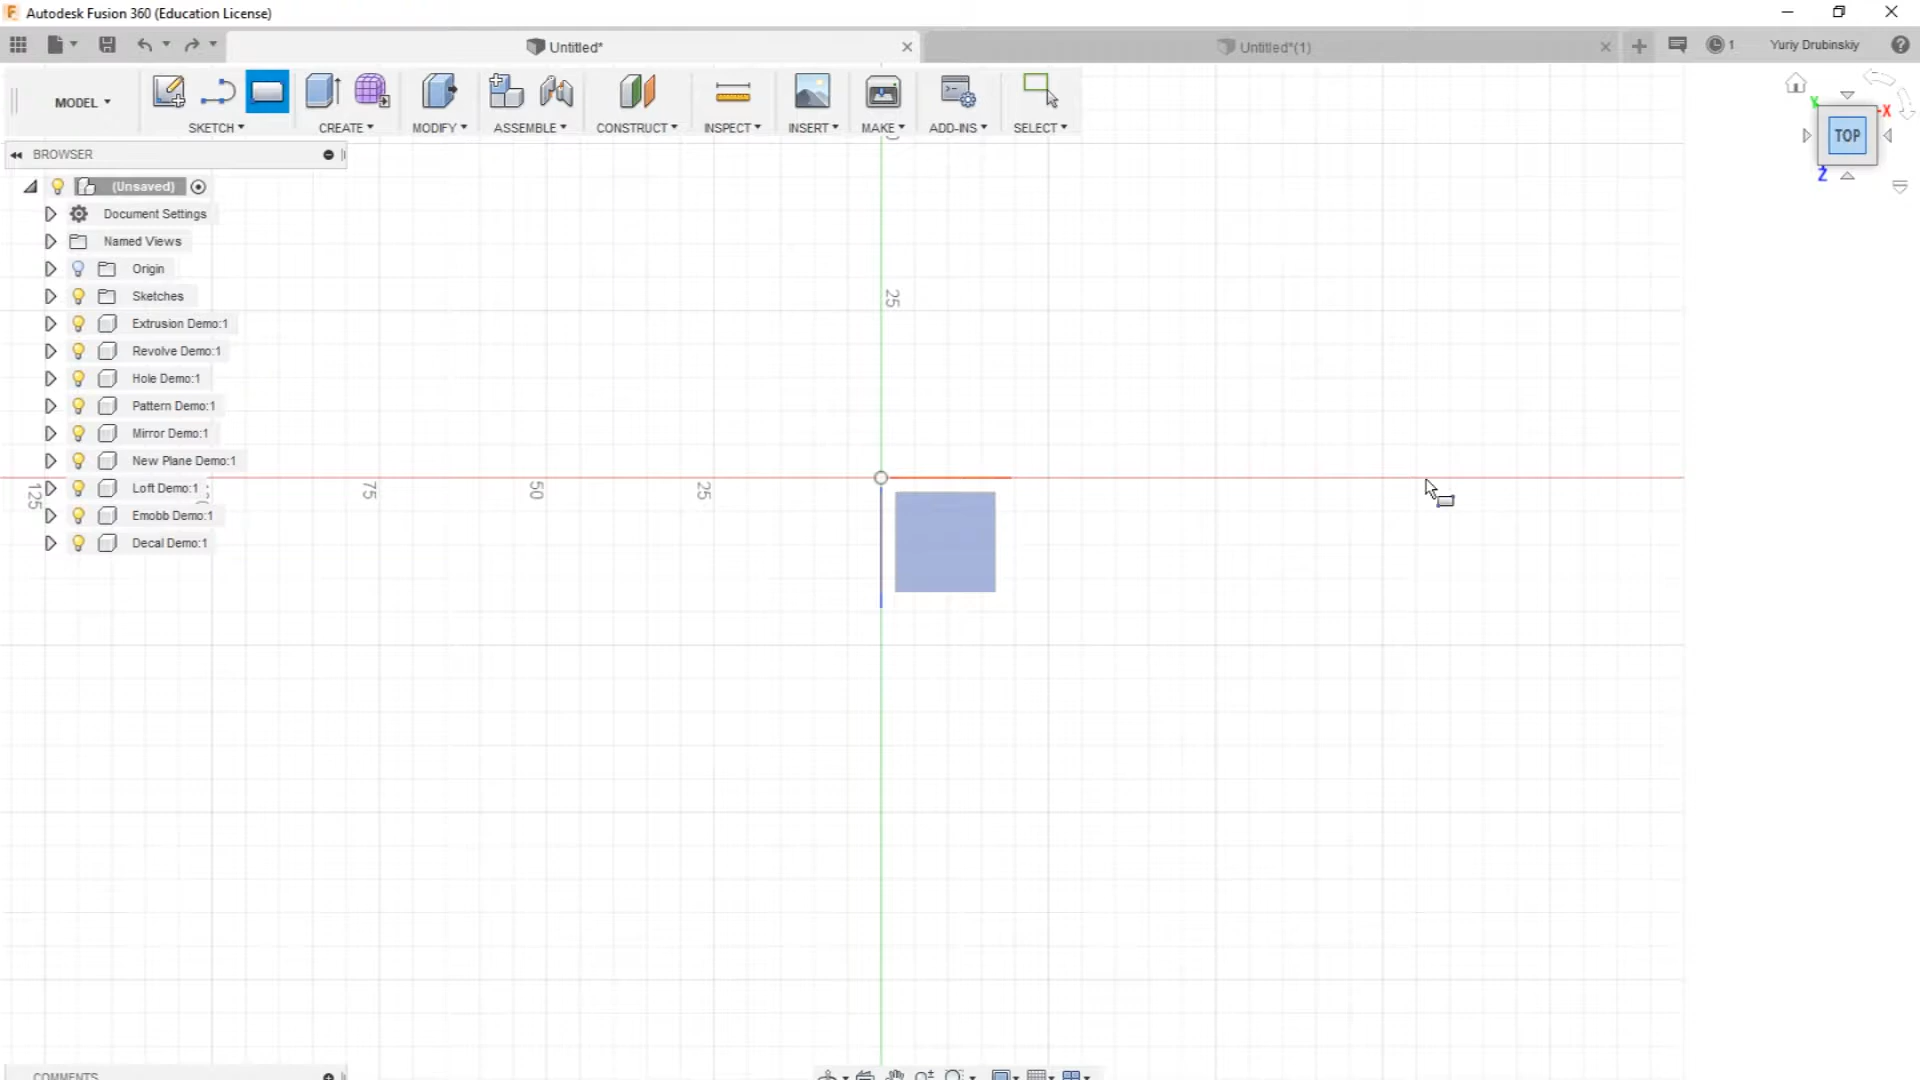 Autodesk Fusion 360 (Education License)
Untitled*
Untitled*(1)
1
Yuriy Drubinskiy
MODEL
SKETCH
CREATE
MODIFY
ASSEMBLE
CONSTRUCT
INSPECT
INSERT
MAKE
ADD-INS
SELECT
Y
-X
TOP
Z
BROWSER
(Unsaved)
Document Settings
Named Views
Origin
Sketches
Extrusion Demo:1
Revolve Demo:1
Hole Demo:1
Pattern Demo:1
Mirror Demo:1
New Plane Demo:1
Loft Demo:1
Emobb Demo:1
Decal Demo:1
25
125
75
50
25
COMMENTS